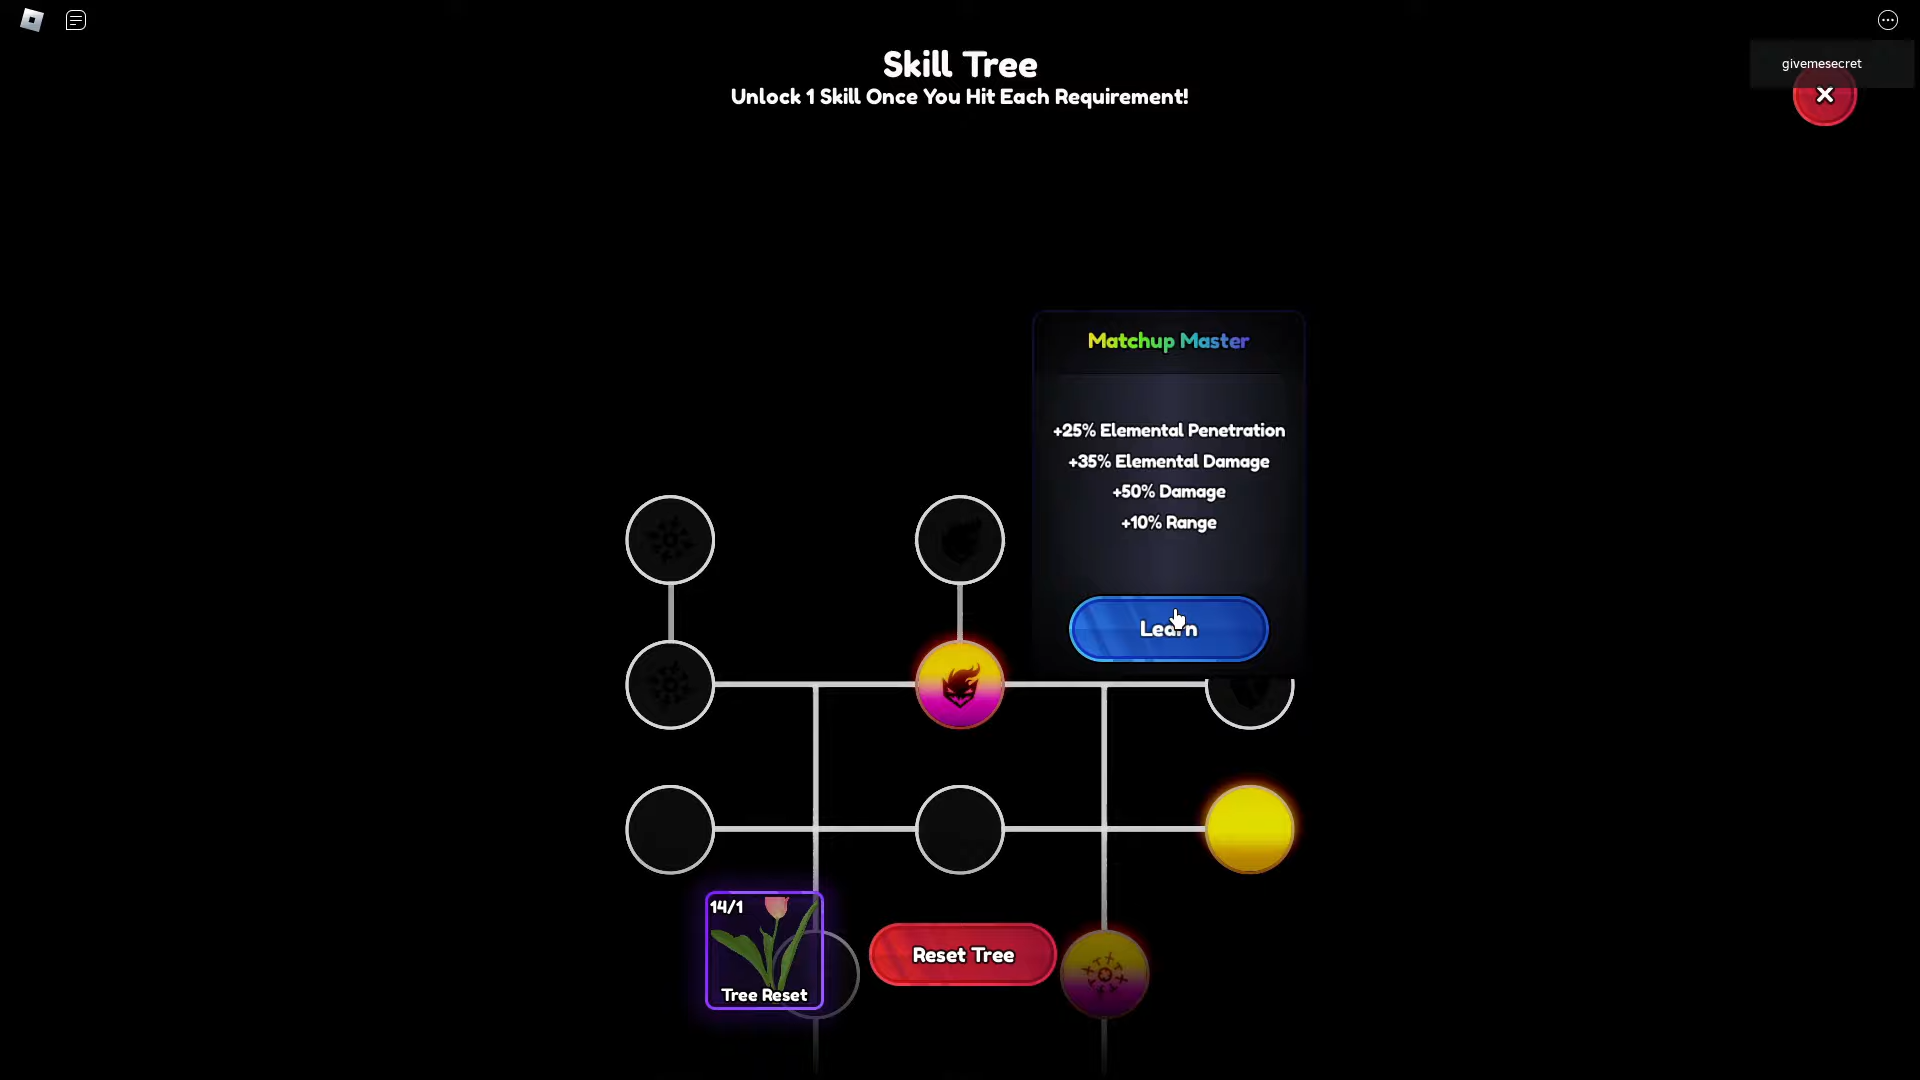 Skill Tree
Unlock 1 Skill Once You Hit Each Requirement!
givemesecret
X
Matchup Master
+25% Elemental Penetration
+35% Elemental Damage
+50% Damage
+10% Range
Learn
14/1
Tree Reset
Reset Tree